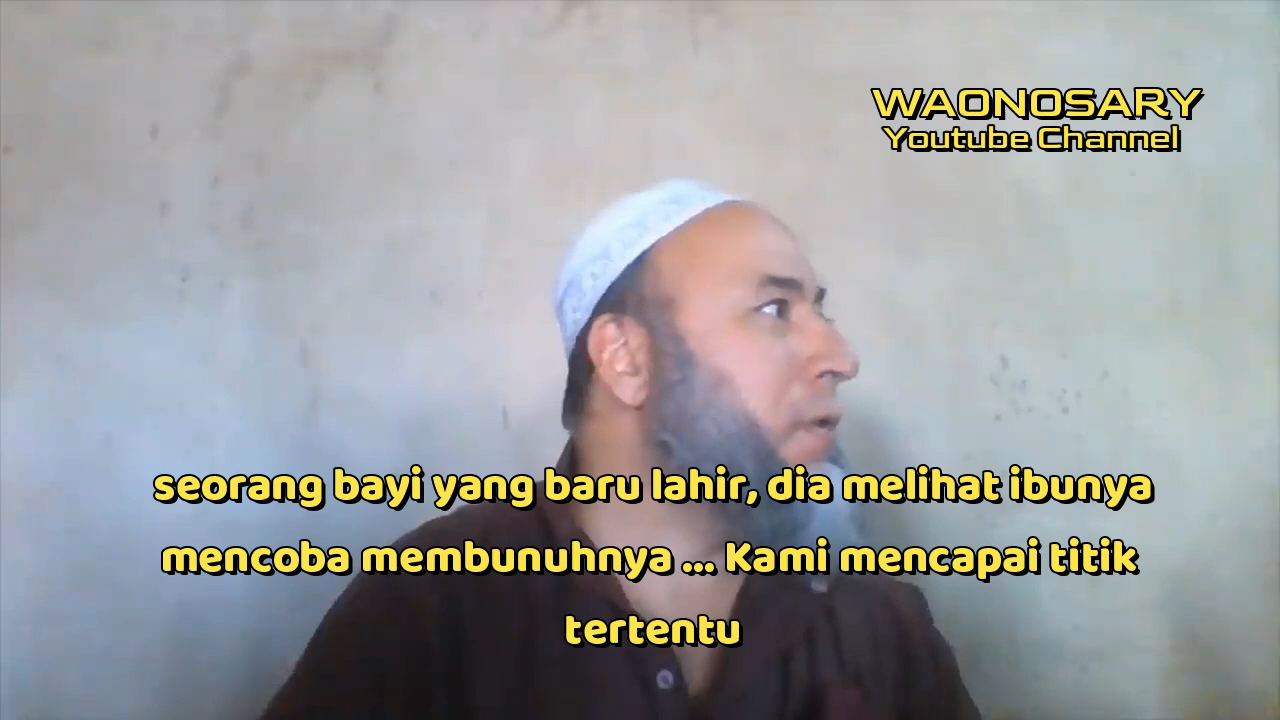 WAONOSARY
Youtube Channel
seorang bayi yang baru lahir, dia melihat ibunya
mencoba membunuhnya ... Kami mencapai titik
tertentu